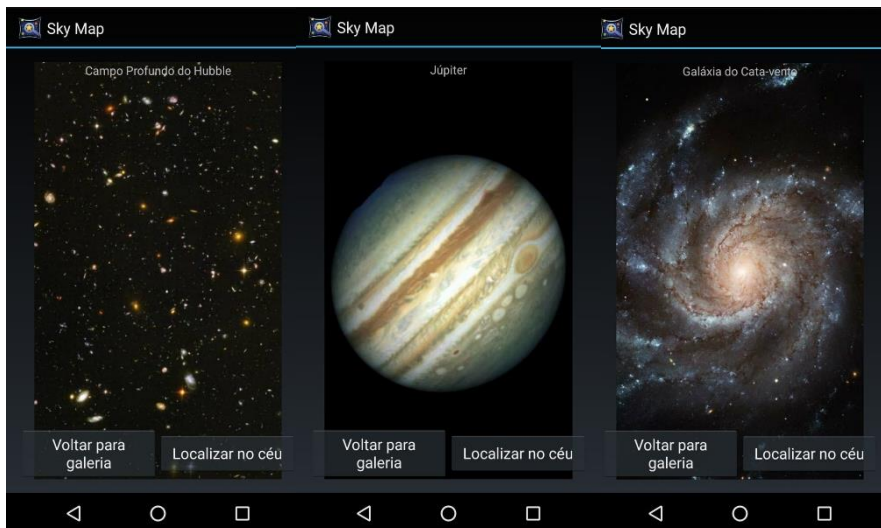 Sky Map
Campo Profundo do Hubble
Voltar para
galeria
Localizar no céu
Sky Map
Júpiter
Voltar para
galeria
Localizar no céu
Sky Map
Galáxia do Cata-vento
Voltar para
galeria
Localizar no céu